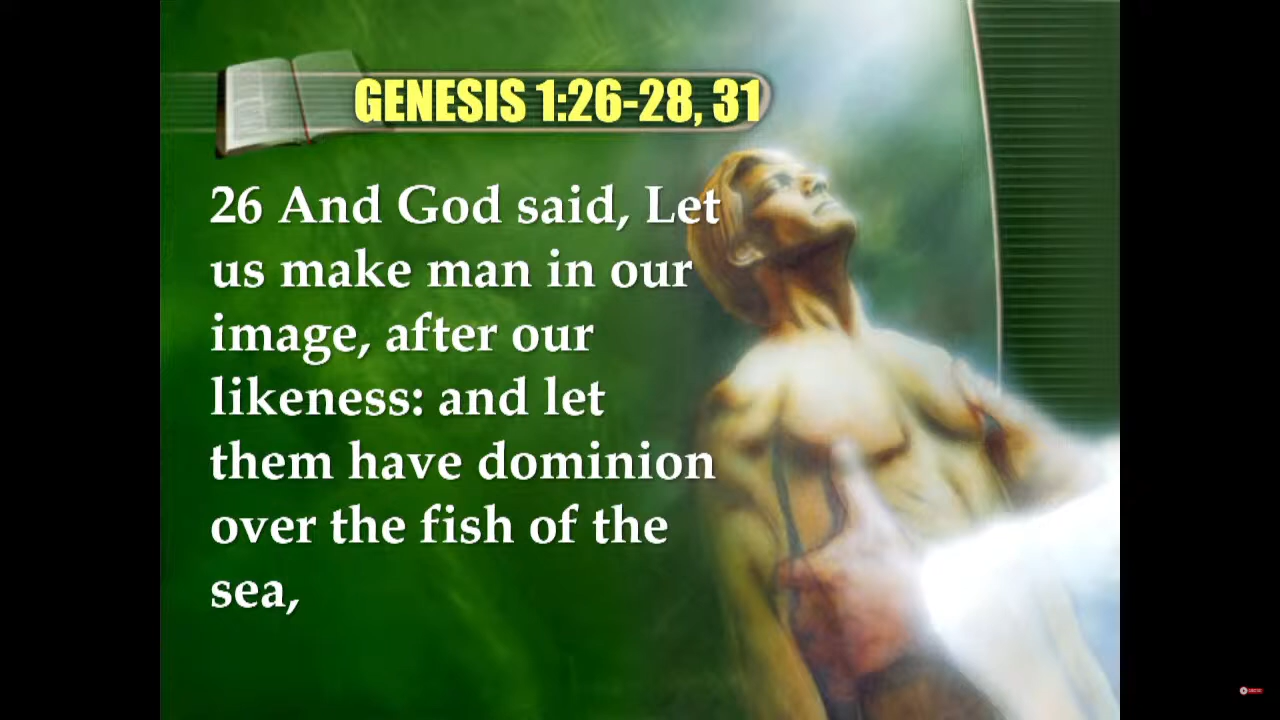 GENESIS 1:26-28, 31
26 And God said, Let
us make man in our
image, after our
likeness: and let
them have dominion
over the fish of the
sea,